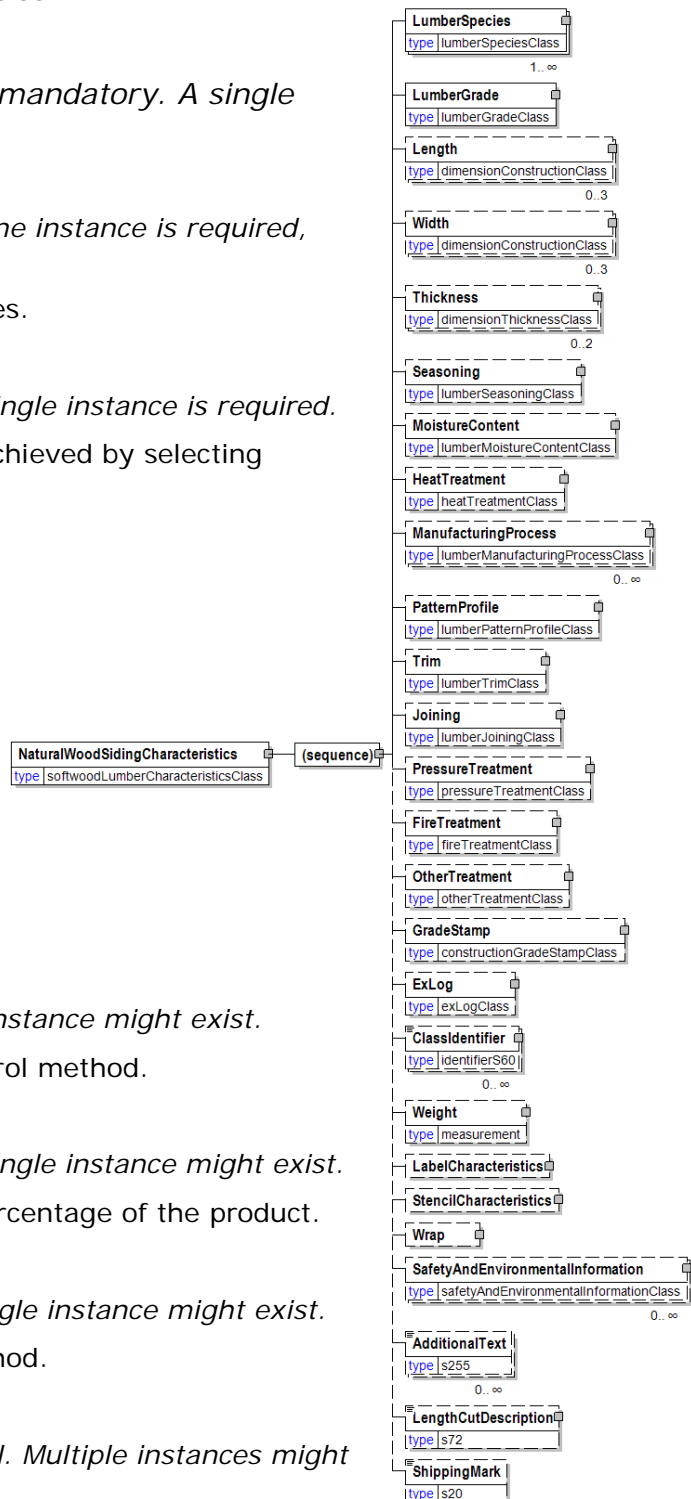 mandatory. A single
ne instance is required,
es.
ngle instance is required.
chieved by selecting
nstance might exist.
rol method.
ngle instance might exist.
rcentage of the product.
gle instance might exist.
nod.
l. Multiple instances might
NaturalWoodSidingCharacteristics
type softwoodLumberCharacteristicsClass
(sequence)
LumberSpecies
type lumberSpeciesClass
1..∞
LumberGrade
type lumberGradeClass
Length
type dimensionConstructionClass
0..3
Width
type dimensionConstructionClass
0..3
Thickness
type dimensionThicknessClass
0..2
Seasoning
type lumberSeasoningClass
MoistureContent
type lumberMoistureContentClass
HeatTreatment
type heatTreatmentClass
ManufacturingProcess
type lumberManufacturingProcessClass
0..∞
PatternProfile
type lumberPatternProfileClass
Trim
type lumberTrimClass
Joining
type lumberJoiningClass
PressureTreatment
type pressureTreatmentClass
FireTreatment
type fireTreatmentClass
OtherTreatment
type otherTreatmentClass
GradeStamp
type constructionGradeStampClass
ExLog
type exLogClass
ClassIdentifier
type identifierS60
0..∞
Weight
type measurement
LabelCharacteristics
StencilCharacteristics
Wrap
SafetyAndEnvironmentalInformation
type safetyAndEnvironmentalInformationClass
0..∞
AdditionalText
type s255
0..∞
LengthCutDescription
type s72
ShippingMark
type s20